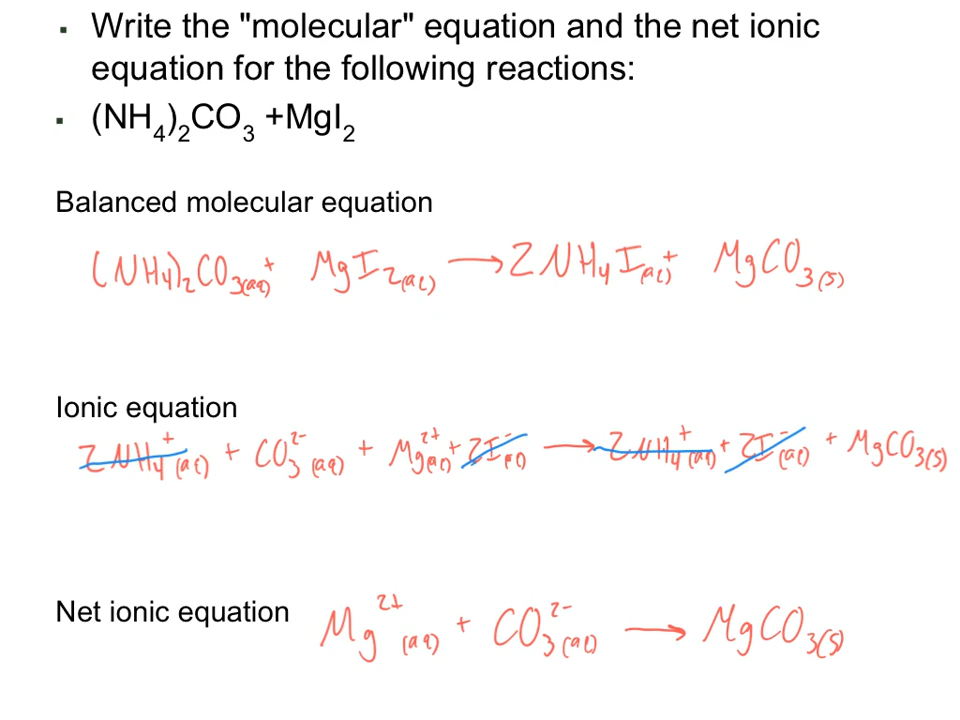 ▪ Write the "molecular" equation and the net ionic
equation for the following reactions:
▪ (NH₄)₂CO₃ +MgI₂
Balanced molecular equation
(NH₄)₂CO₃(aq) + MgI₂(aq) → 2NH₄I(aq) + MgCO₃(s)
Ionic equation
2NH₄⁺(aq) + CO₃²⁻(aq) + Mg²⁺(aq) + 2I⁻(aq) → 2NH₄⁺(aq) + 2I⁻(aq) + MgCO₃(s)
Net ionic equation Mg²⁺(aq) + CO₃²⁻(aq) → MgCO₃(s)